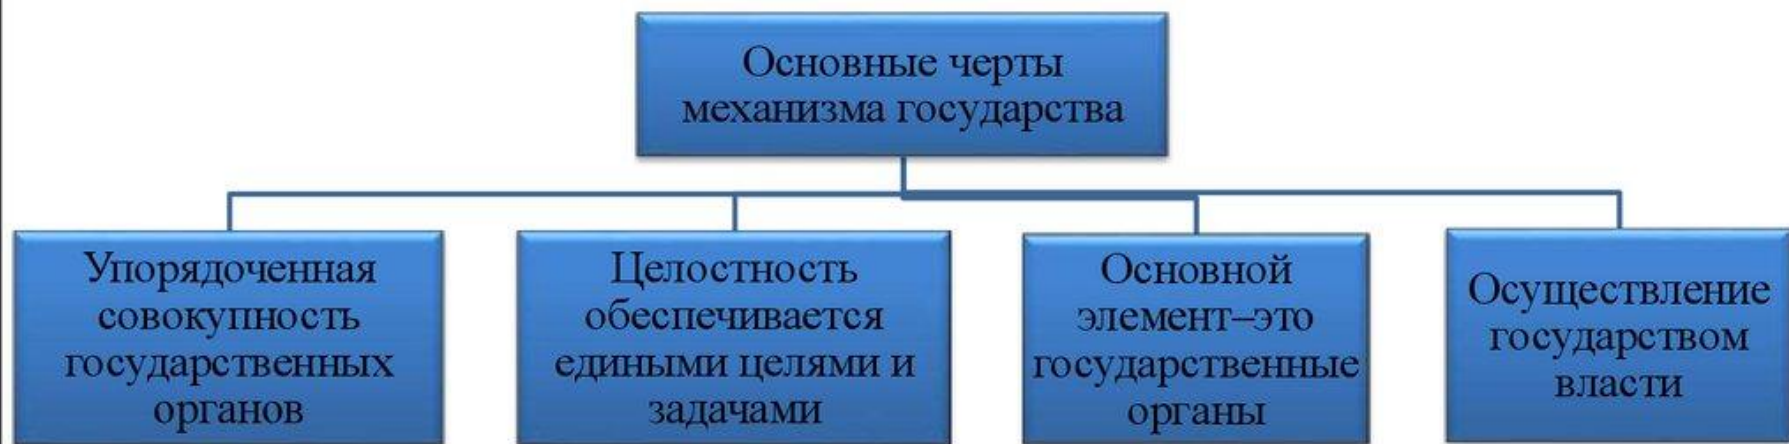 Основные черты
механизма государства
Упорядоченная
совокупность
государственных
органов
Целостность
обеспечивается
едиными целями и
задачами
Основной
элемент–это
государственные
органы
Осуществление
государством
власти